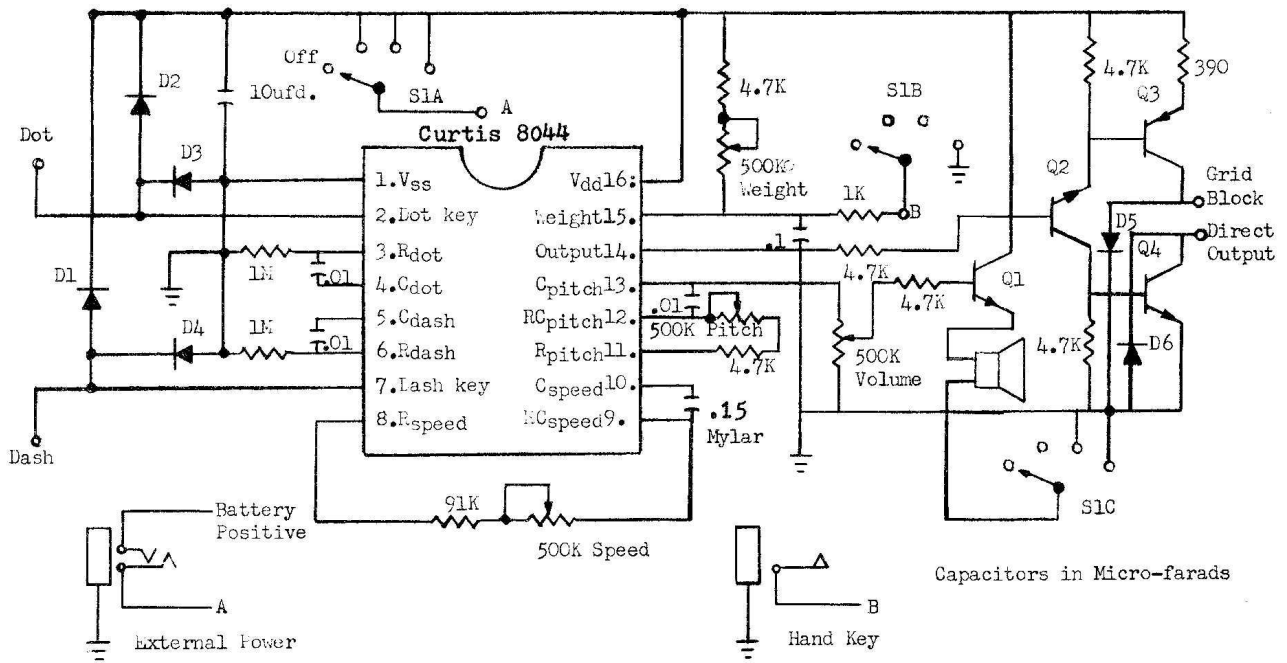 Off
S1A
A
D2
10ufd.
4.7K
S1B
4.7K
390
Q3
Curtis 8044
Dot
D3
500K
Weight
Q2
Grid
Block
1.Vss
2.Dot key
3.Rdot
4.Cdot
5.Cdash
6.Rdash
7.Dash key
8.Rspeed
Vdd16.
Weight15.
Output14.
Cpitch13.
RCpitch12.
Rpitch11.
Cspeed10.
RCspeed9.
1K
B
D5
Direct
Output
.1
Q4
1M
.01
D1
4.7K
4.7K
Q1
.01
500K Pitch
D4
1M
.01
4.7K
500K
Volume
4.7K
D6
.15
Mylar
Dash
S1C
91K
500K Speed
Battery
Positive
A
External Power
B
Hand Key
Capacitors in Micro-farads